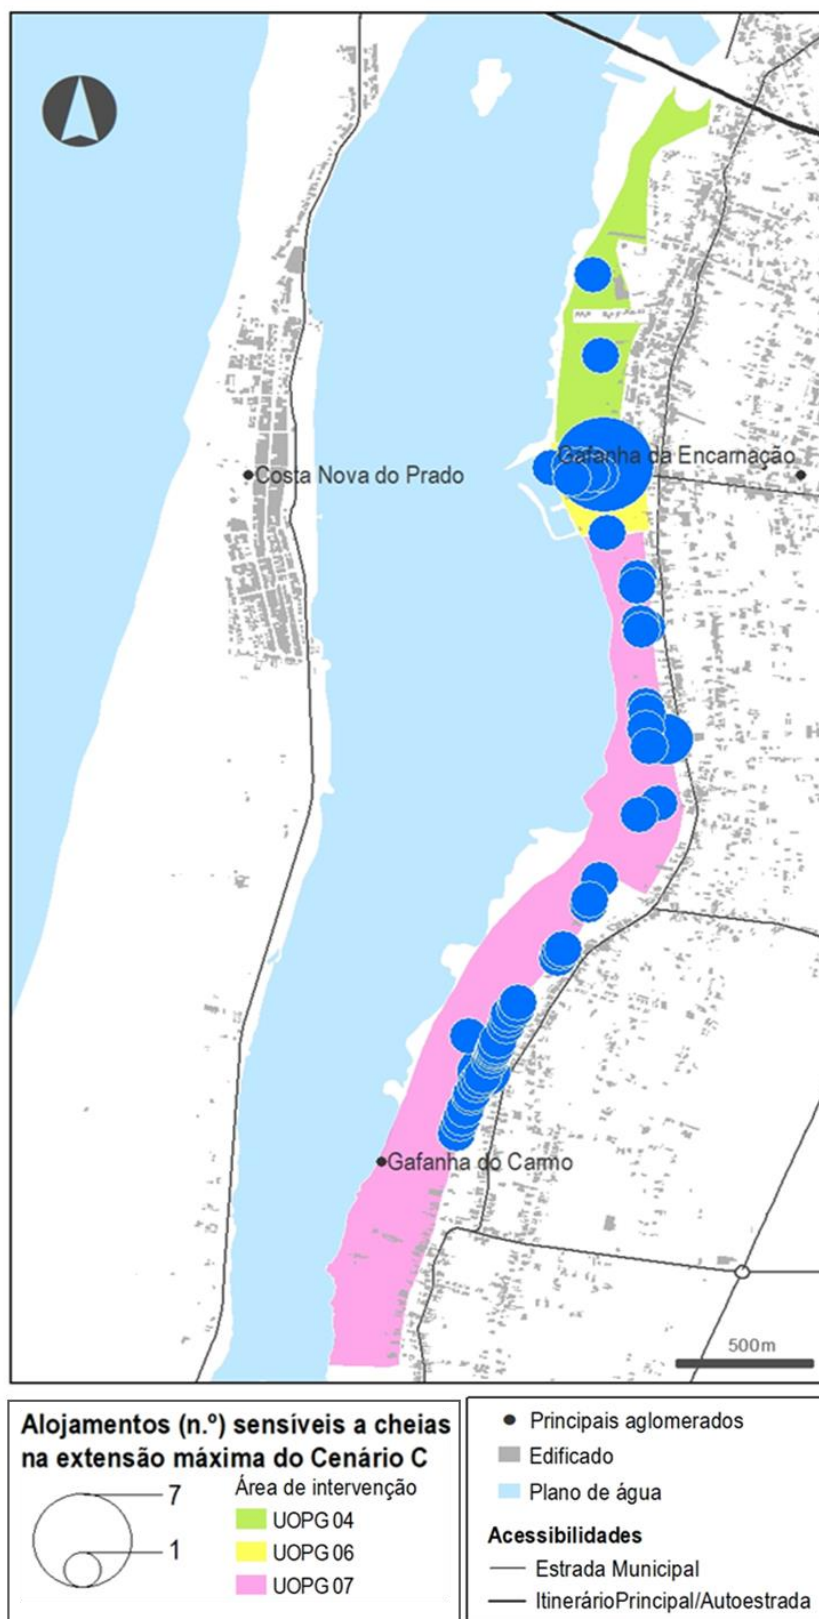 Gafanha da Encarnação
Costa Nova do Prado
Gafanha do Carmo
500m
Alojamentos (n.º) sensíveis a cheias
na extensão máxima do Cenário C
7
1
Área de intervenção
UOPG 04
UOPG 06
UOPG 07
Principais aglomerados
Edificado
Plano de água
Acessibilidades
Estrada Municipal
ItinerárioPrincipal/Autoestrada